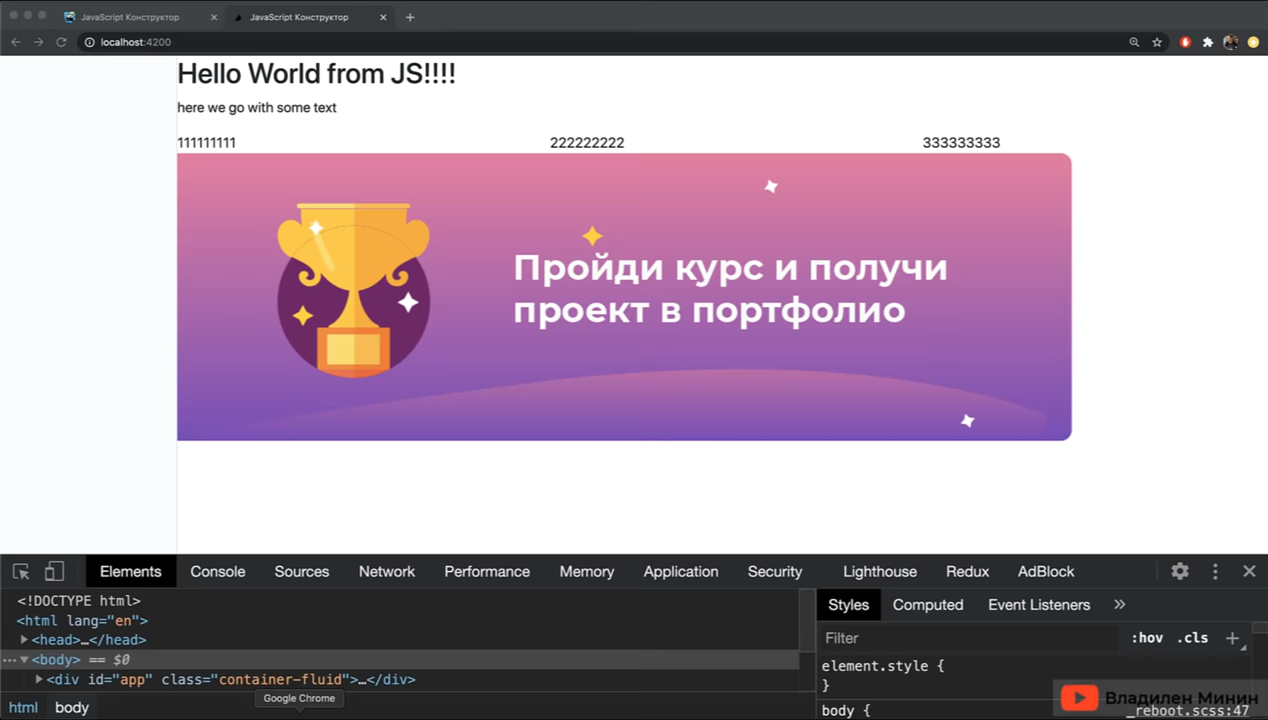 JavaScript Конструктор
JavaScript Конструктор
localhost:4200
Hello World from JS!!!!
here we go with some text
111111111 222222222 333333333
Пройди курс и получи
проект в портфолио
Elements Console Sources Network Performance Memory Application Security Lighthouse Redux AdBlock
<!DOCTYPE html>
<html lang="en">
<head>…</head>
<body> == $0
<div id="app" class="container-fluid">…</div>
html body
Google Chrome
Styles Computed Event Listeners
Filter :hov .cls
element.style {
}
body { _reboot.scss:47
Владилен Минин